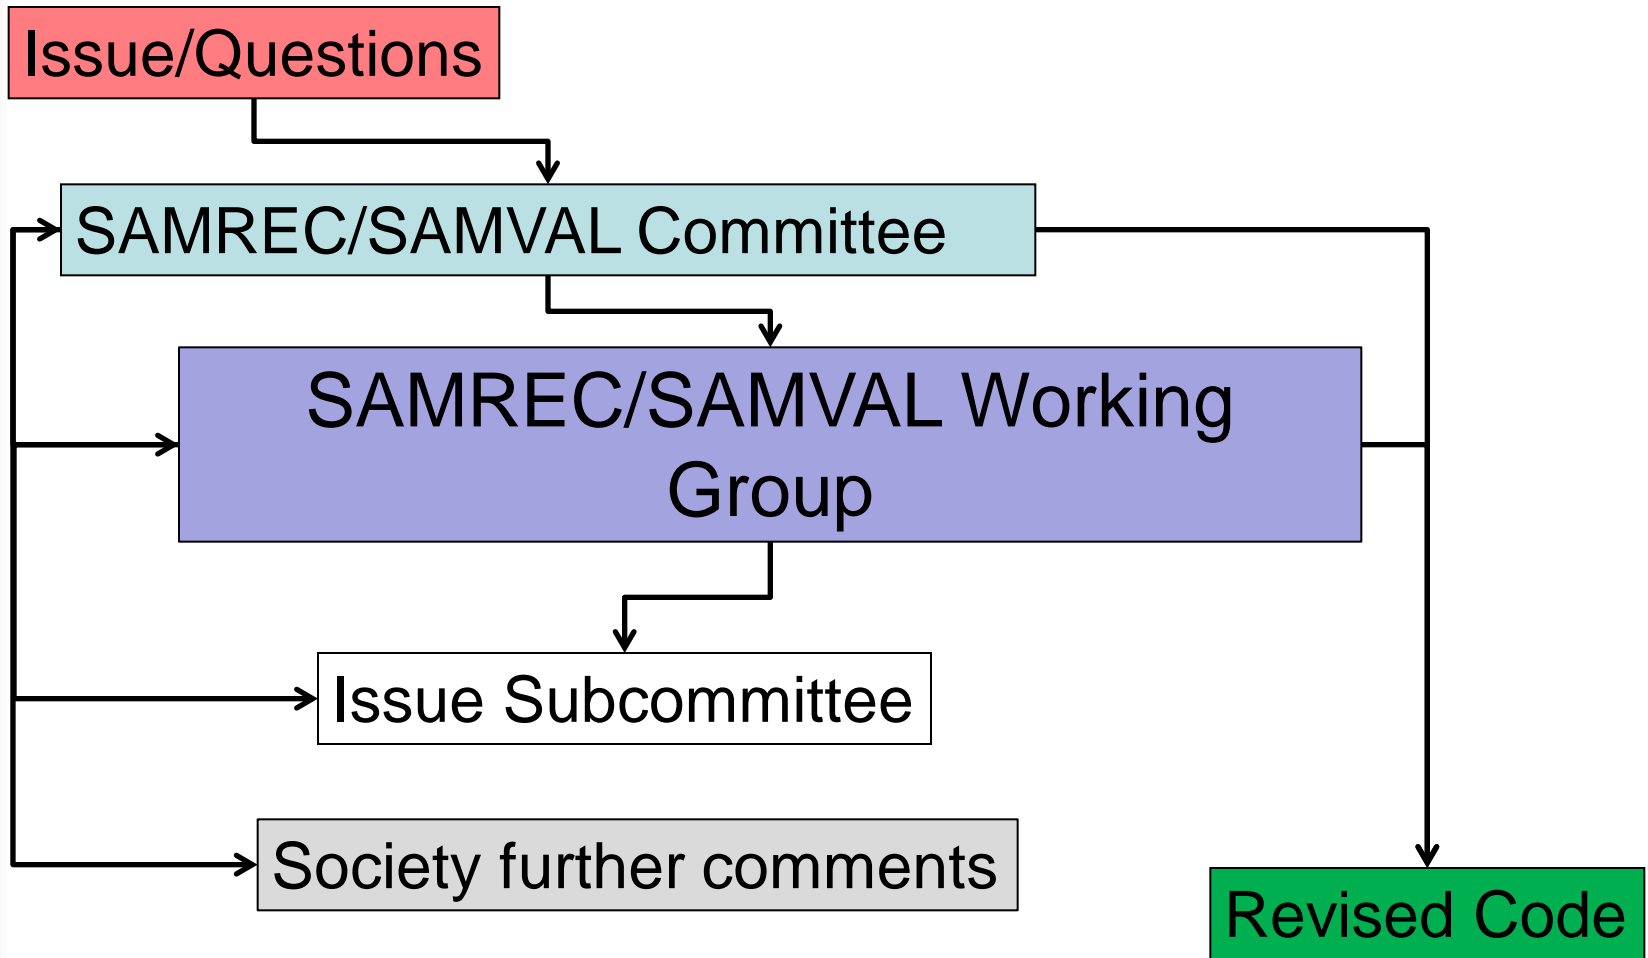 Issue/Questions
SAMREC/SAMVAL Committee
SAMREC/SAMVAL Working
Group
Issue Subcommittee
Society further comments
Revised Code